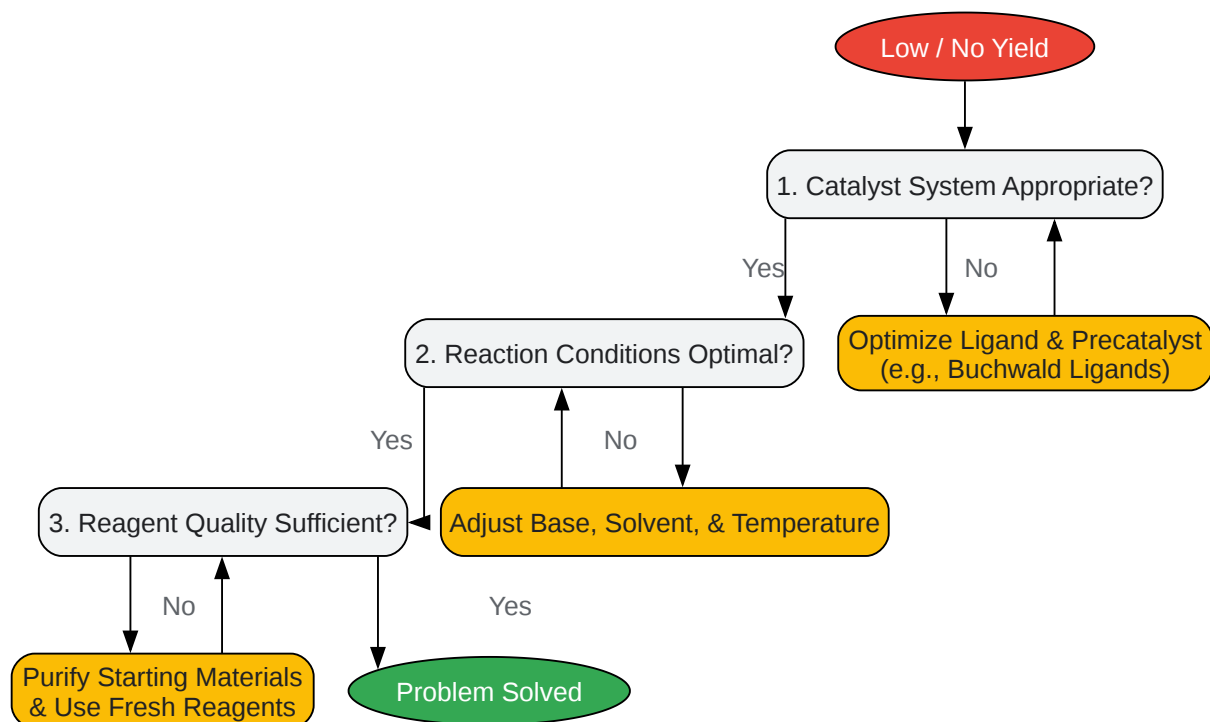 Low / No Yield
1. Catalyst System Appropriate?
Yes
No
Optimize Ligand & Precatalyst
(e.g., Buchwald Ligands)
2. Reaction Conditions Optimal?
Yes
No
Adjust Base, Solvent, & Temperature
3. Reagent Quality Sufficient?
No
Yes
Purify Starting Materials
& Use Fresh Reagents
Problem Solved